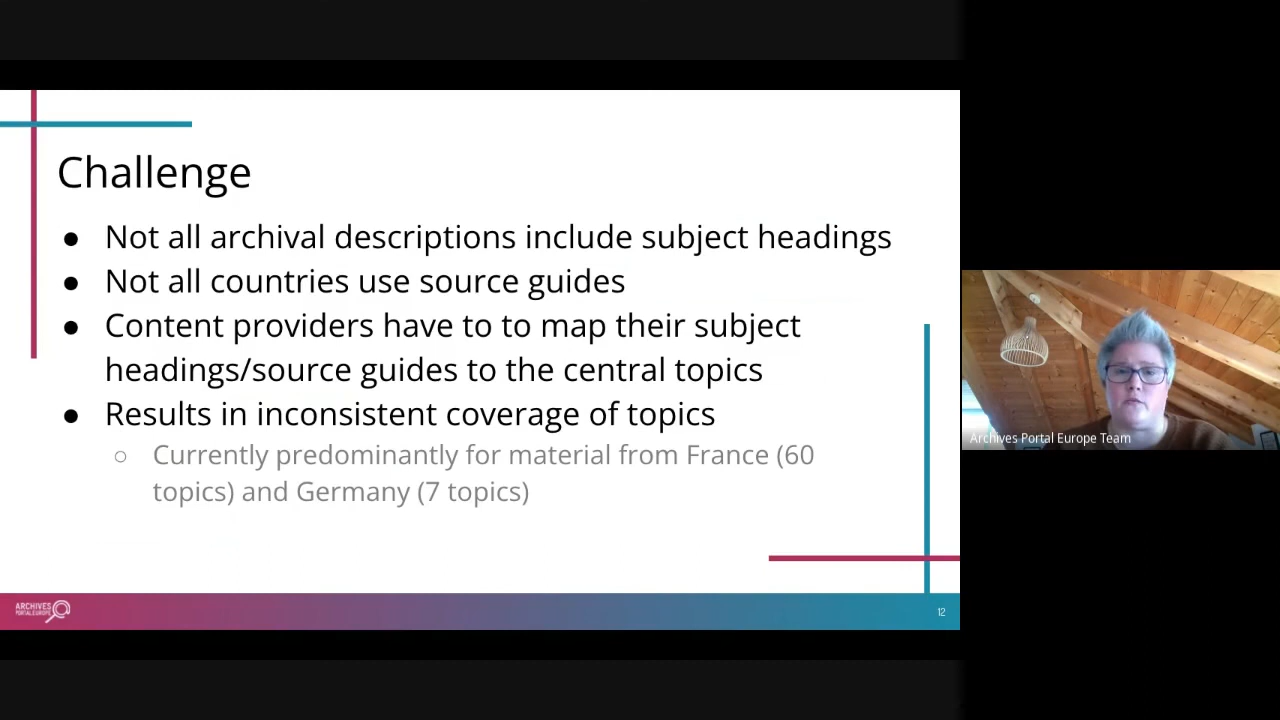 Challenge
● Not all archival descriptions include subject headings
● Not all countries use source guides
● Content providers have to to map their subject
headings/source guides to the central topics
● Results in inconsistent coverage of topics
○ Currently predominantly for material from France (60
topics) and Germany (7 topics)
Archives Portal Europe Team
ARCHIVES
PORTAL EUROPE
12